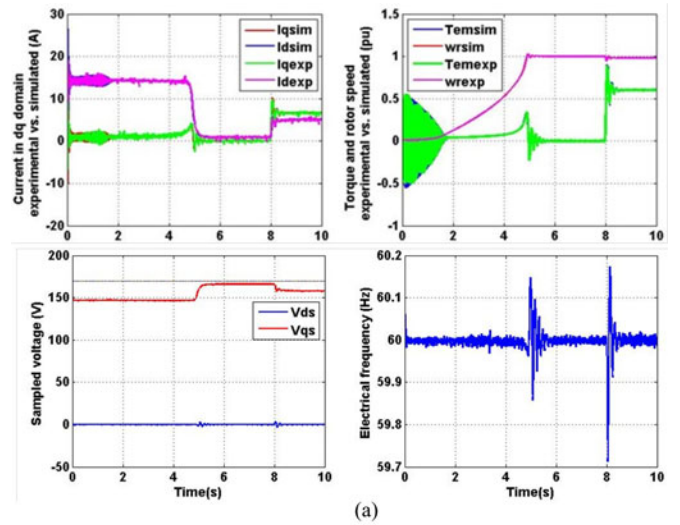 Current in dq domain
experimental vs. simulated (A)
30
20
10
0
10
20
0 2 4 6 8 10
Iqsim
Idsim
Iqexp
Idexp
Torque and rotor speed
experimental vs. simulated (pu)
1.5
1
0.5
0
-0.5
-1
0 2 4 6 8 10
Temsim
wrsim
Temexp
wrexp
Sampled voltage (V)
200
150
100
50
0
-50
0 2 4 6 8 10
Time(s)
Vds
Vqs
Electrical frequency (Hz)
60.2
60.1
60
59.9
59.8
59.7
0 2 4 6 8 10
Time(s)
(a)